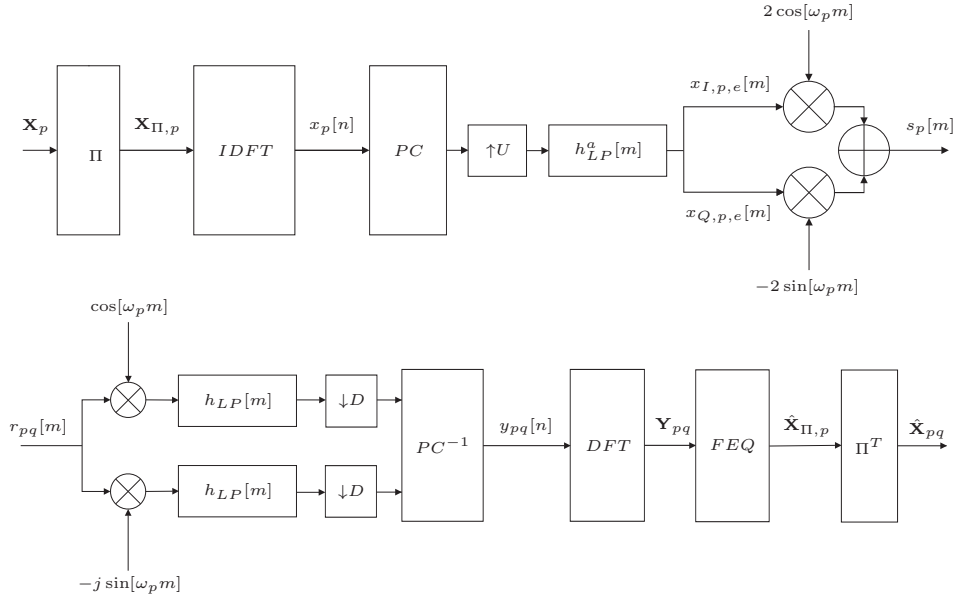 2 cos[ω_p m]
X_p
Π
X_{Π,p}
IDFT
x_p[n]
PC
↑U
h^a_{LP}[m]
x_{I,p,e}[m]
x_{Q,p,e}[m]
s_p[m]
−2 sin[ω_p m]
cos[ω_p m]
r_{pq}[m]
h_{LP}[m]
↓D
h_{LP}[m]
↓D
PC^{−1}
y_{pq}[n]
DFT
Y_{pq}
FEQ
X̂_{Π,p}
Π^T
X̂_{pq}
−j sin[ω_p m]